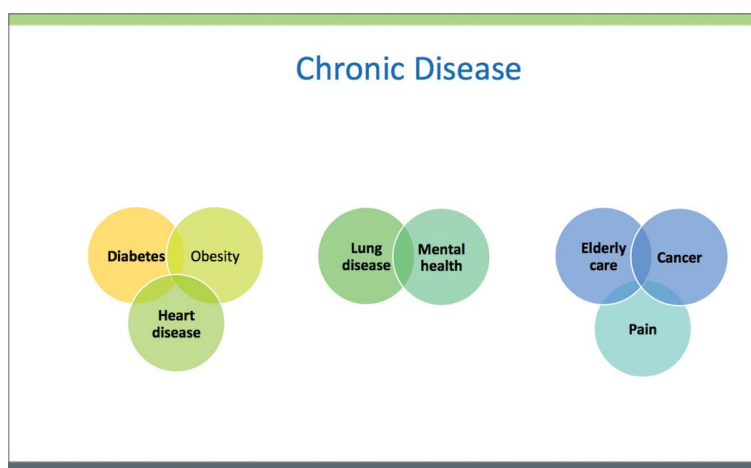 Chronic Disease
Diabetes
Obesity
Heart
disease
Lung
disease
Mental
health
Elderly
care
Cancer
Pain